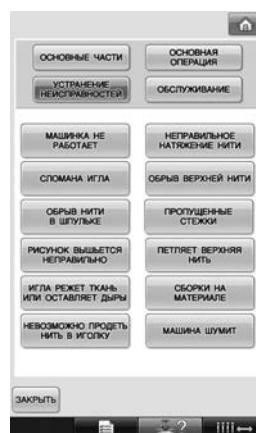 ОСНОВНЫЕ ЧАСТИ
ОСНОВНАЯ
ОПЕРАЦИЯ
УСТРАНЕНИЕ
НЕИСПРАВНОСТЕЙ
ОБСЛУЖИВАНИЕ
МАШИНКА НЕ
РАБОТАЕТ
НЕПРАВИЛЬНОЕ
НАТЯЖЕНИЕ НИТИ
СЛОМАНА ИГЛА
ОБРЫВ ВЕРХНЕЙ НИТИ
ОБРЫВ НИТИ
В ШПУЛЬКЕ
ПРОПУЩЕННЫЕ
СТЕЖКИ
РИСУНОК ВЫШЬЕТСЯ
НЕПРАВИЛЬНО
ПЕТЛЯЕТ ВЕРХНЯЯ
НИТЬ
ИГЛА РЕЖЕТ ТКАНЬ
ИЛИ ОСТАВЛЯЕТ ДЫРЫ
СБОРКИ НА
МАТЕРИАЛЕ
НЕВОЗМОЖНО ПРОДЕТЬ
НИТЬ В ИГОЛКУ
МАШИНА ШУМИТ
ЗАКРЫТЬ
?